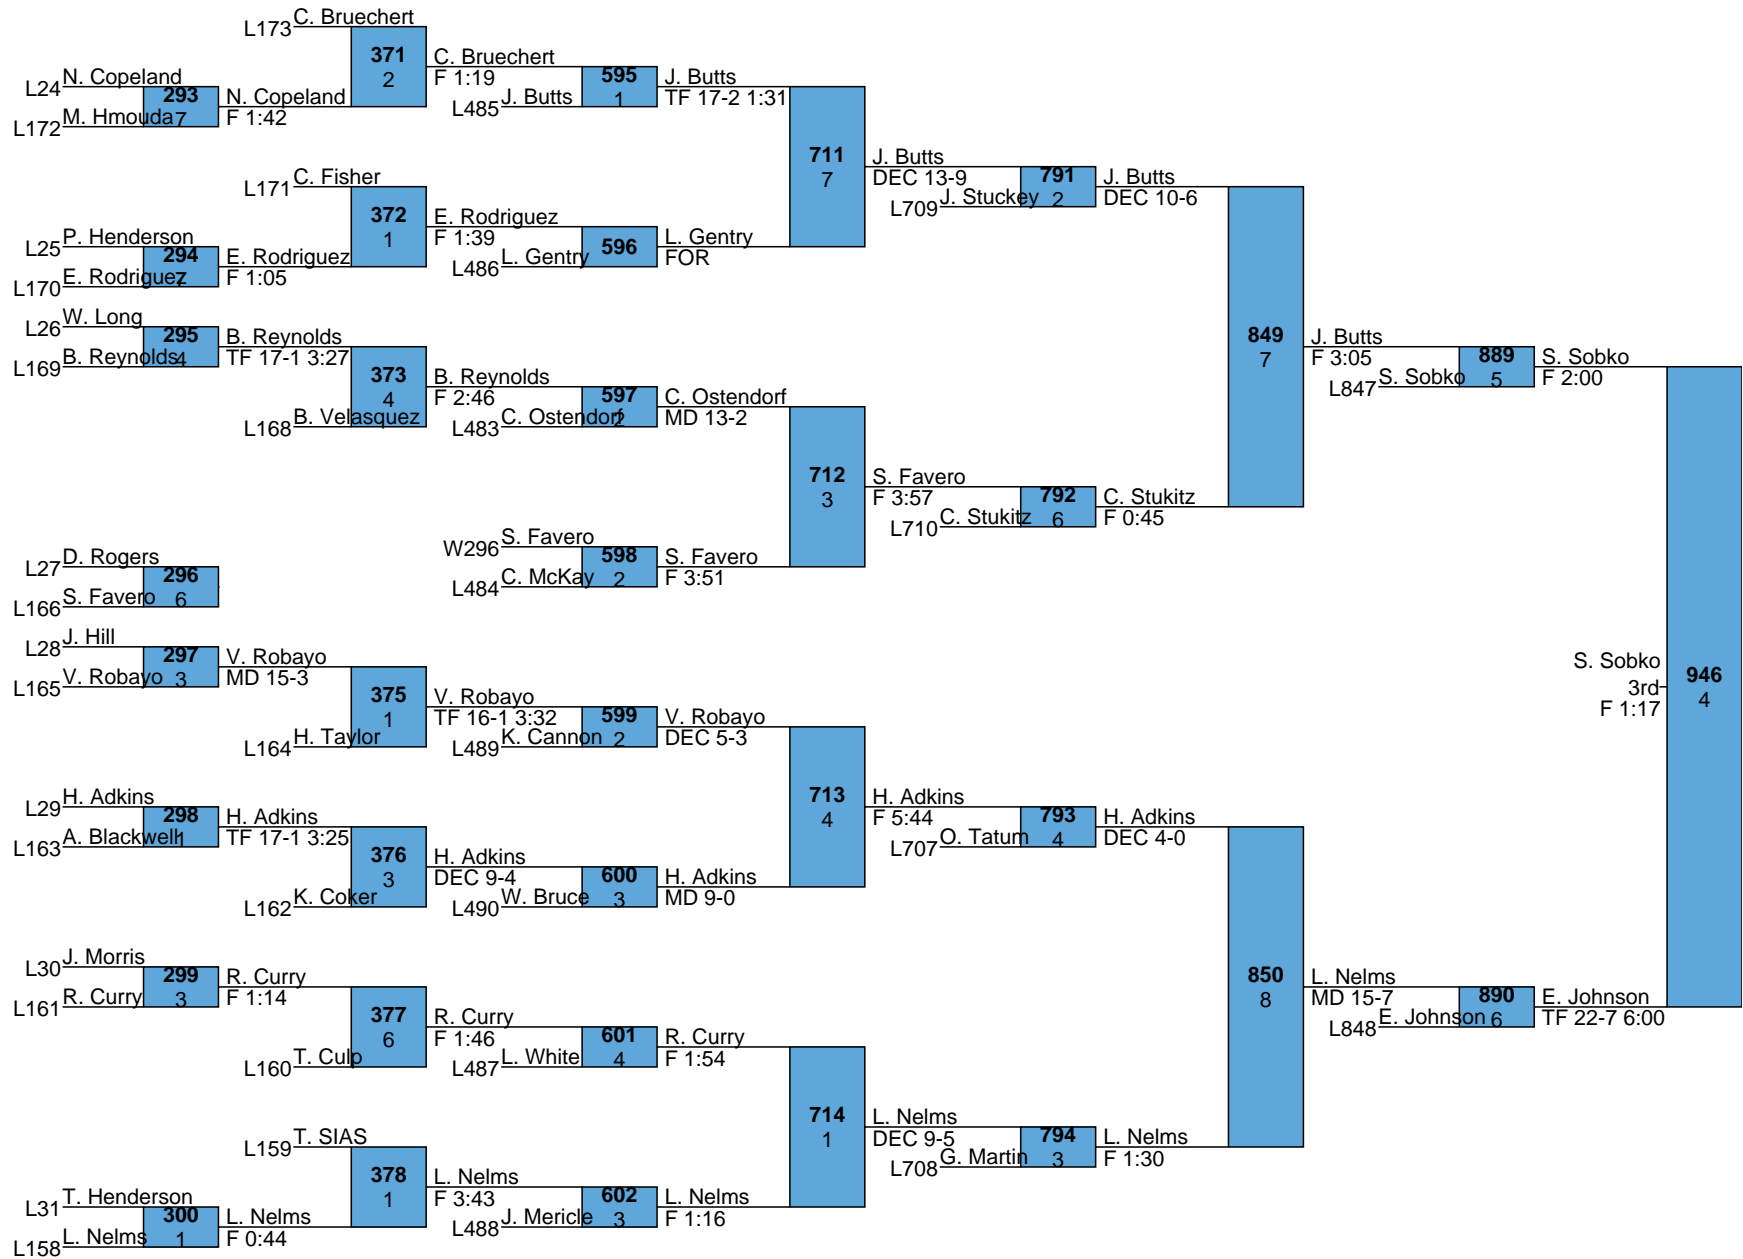 L173 C. Bruechert
371
2
C. Bruechert
F 1:19
L24 N. Copeland
293
7
L172 M. Hmouda
N. Copeland
F 1:42
L485 J. Butts
595
1
J. Butts
TF 17-2 1:31
L171 C. Fisher
372
1
E. Rodriguez
F 1:39
L25 P. Henderson
294
L170 E. Rodriguez
E. Rodriguez
F 1:05
L486 L. Gentry
596
L. Gentry
FOR
711
7
J. Butts
DEC 13-9
L709 J. Stuckey
791
2
J. Butts
DEC 10-6
L26 W. Long
295
4
L169 B. Reynolds
B. Reynolds
TF 17-1 3:27
373
4
L168 B. Velasquez
B. Reynolds
F 2:46
L483 C. Ostendorf
597
2
C. Ostendorf
MD 13-2
712
3
S. Favero
F 3:57
L710 C. Stukitz
792
6
C. Stukitz
F 0:45
849
7
J. Butts
F 3:05
L847 S. Sobko
889
5
S. Sobko
F 2:00
W296 S. Favero
598
2
L484 C. McKay
S. Favero
F 3:51
L27 D. Rogers
296
6
L166 S. Favero
L28 J. Hill
297
3
L165 V. Robayo
V. Robayo
MD 15-3
375
1
L164 H. Taylor
V. Robayo
TF 16-1 3:32
L489 K. Cannon
599
2
V. Robayo
DEC 5-3
S. Sobko
3rd
F 1:17
946
4
L29 H. Adkins
298
1
L163 A. Blackwell
H. Adkins
TF 17-1 3:25
376
3
L162 K. Coker
H. Adkins
DEC 9-4
L490 W. Bruce
600
3
H. Adkins
MD 9-0
713
4
H. Adkins
F 5:44
L707 O. Tatum
793
4
H. Adkins
DEC 4-0
L30 J. Morris
299
3
L161 R. Curry
R. Curry
F 1:14
377
6
L160 T. Culp
R. Curry
F 1:46
L487 L. White
601
4
R. Curry
F 1:54
850
8
L. Nelms
MD 15-7
L848 E. Johnson
890
6
E. Johnson
TF 22-7 6:00
714
1
L. Nelms
DEC 9-5
L708 G. Martin
794
3
L. Nelms
F 1:30
L159 T. SIAS
378
1
L. Nelms
F 3:43
L31 T. Henderson
300
1
L158 L. Nelms
L. Nelms
F 0:44
L488 J. Mericle
602
3
L. Nelms
F 1:16